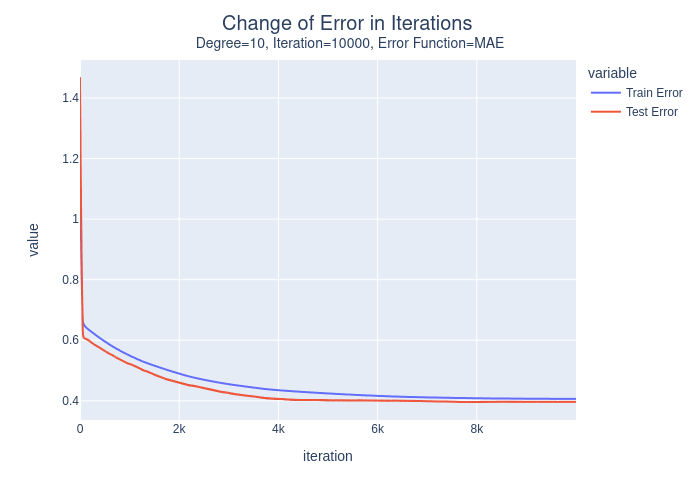 Change of Error in Iterations
Degree=10, Iteration=10000, Error Function=MAE
variable
Train Error
Test Error
value
1.4
1.2
1
0.8
0.6
0.4
0
2k
4k
6k
8k
iteration